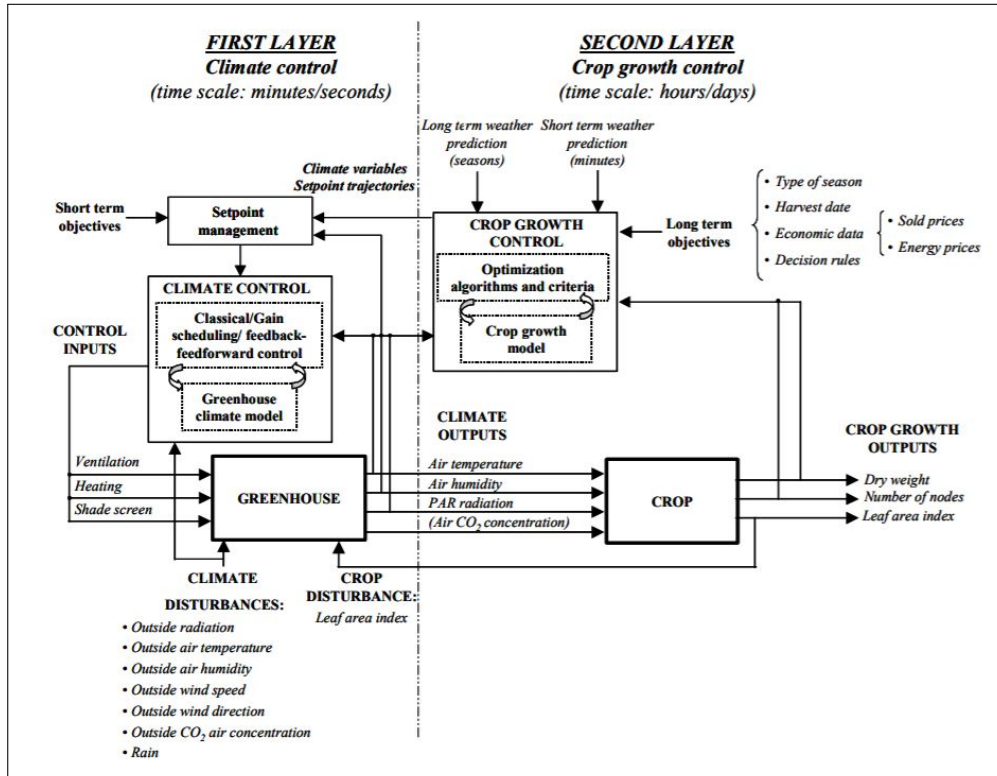 FIRST LAYER
Climate control
(time scale: minutes/seconds)
SECOND LAYER
Crop growth control
(time scale: hours/days)
Long term weather
prediction
(seasons)
Short term weather
prediction
(minutes)
Climate variables
Setpoint trajectories
Short term
objectives
Setpoint
management
CROP GROWTH
CONTROL
Optimization
algorithms and criteria
Crop growth
model
Long term
objectives
• Type of season
• Harvest date
• Economic data
• Decision rules
• Sold prices
• Energy prices
CLIMATE CONTROL
Classical/Gain
scheduling/ feedback-
feedforward control
Greenhouse
climate model
CONTROL
INPUTS
Ventilation
Heating
Shade screen
GREENHOUSE
CLIMATE
OUTPUTS
Air temperature
Air humidity
PAR radiation
(Air CO2 concentration)
CROP
CROP GROWTH
OUTPUTS
Dry weight
Number of nodes
Leaf area index
CLIMATE
DISTURBANCES:
• Outside radiation
• Outside air temperature
• Outside air humidity
• Outside wind speed
• Outside wind direction
• Outside CO2 air concentration
• Rain
CROP
DISTURBANCE:
Leaf area index